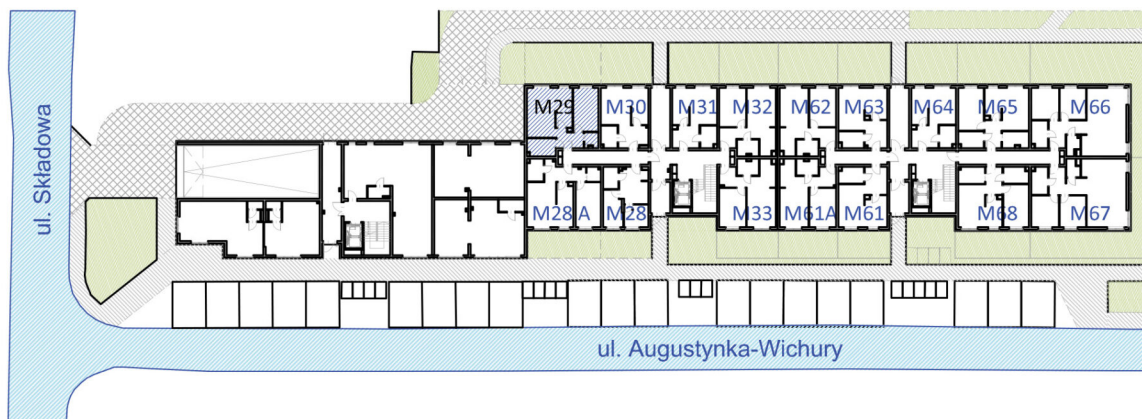 ul. Składowa
M29 M30 M31 M32 M62 M63 M64 M65 M66
M28 A M28 M33 M61A M61 M68 M67
ul. Augustynka-Wichury